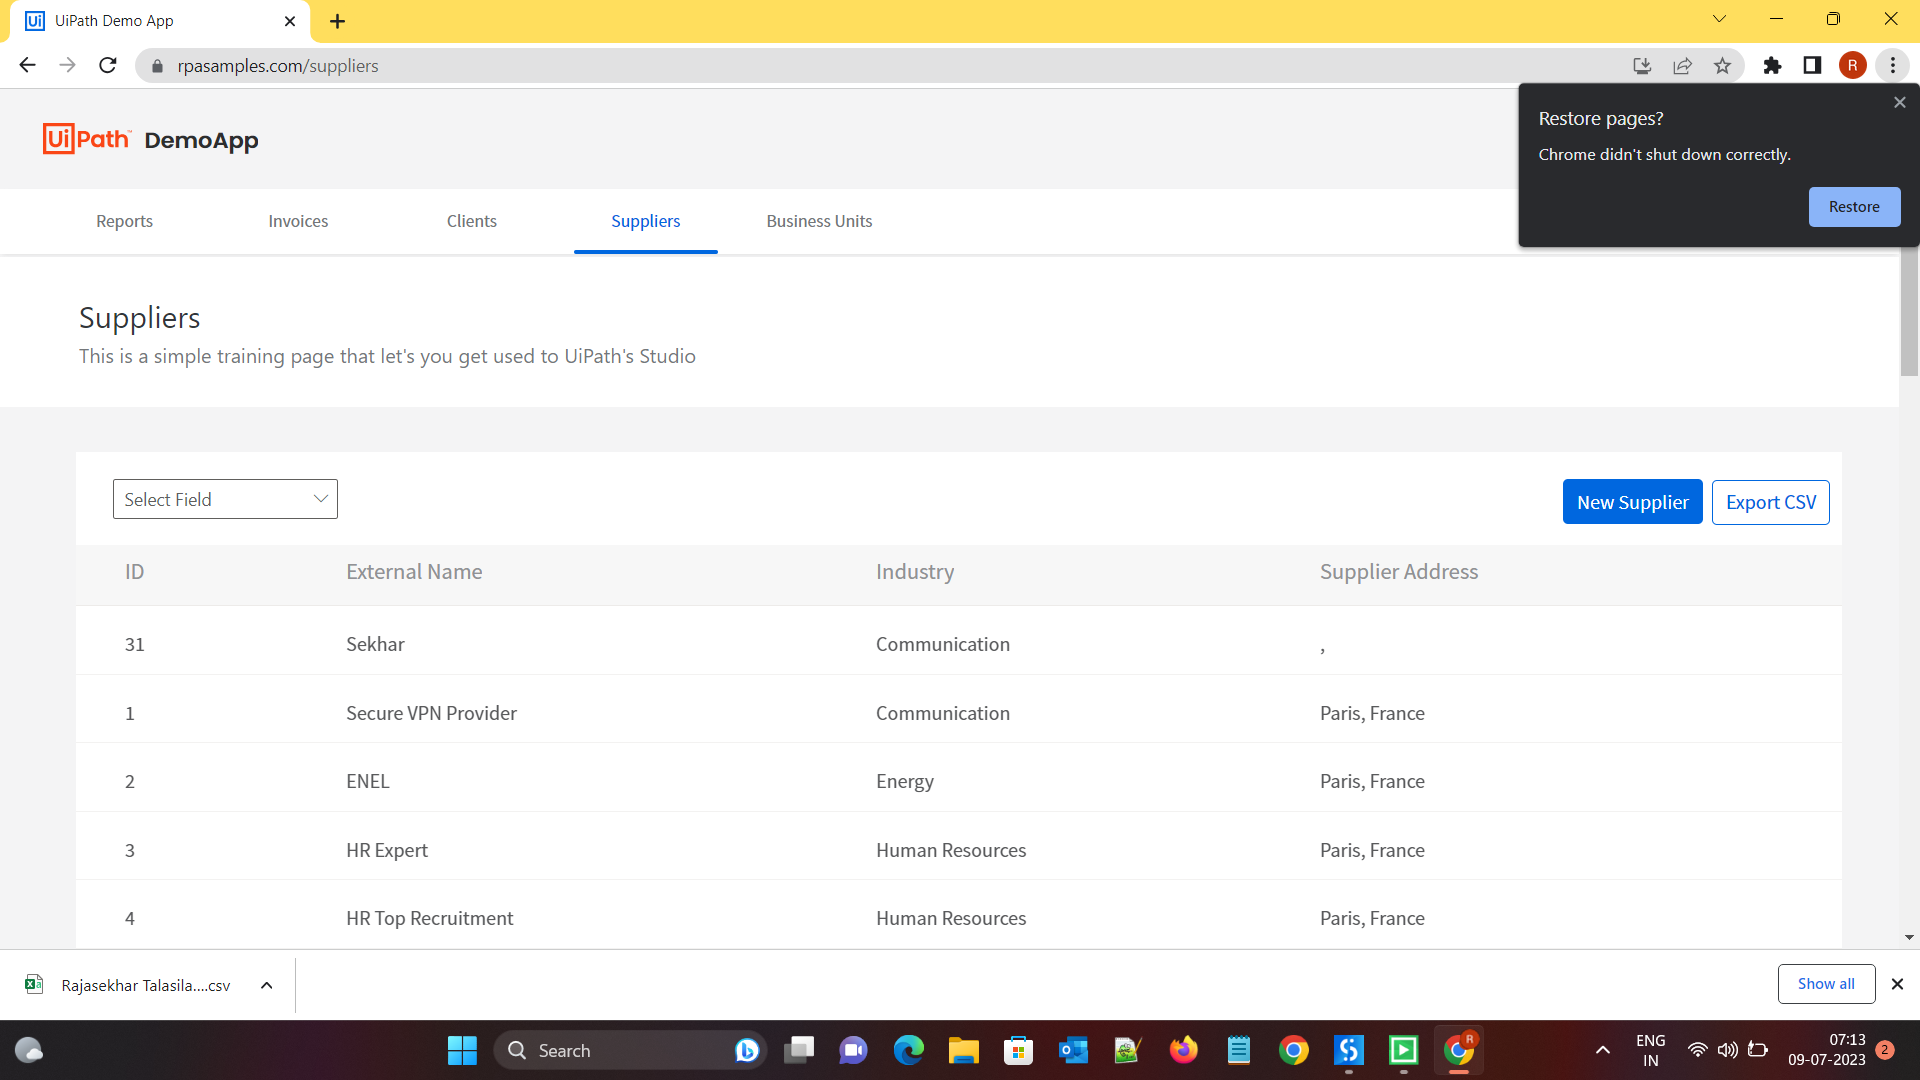 UiPath Demo App
rpasamples.com/suppliers
R
Restore pages?
Chrome didn't shut down correctly.
Restore
UiPath™ DemoApp
Reports Invoices Clients Suppliers Business Units
Suppliers
This is a simple training page that let's you get used to UiPath's Studio
Select Field
New Supplier Export CSV
ID External Name Industry Supplier Address
31 Sekhar Communication ,
1 Secure VPN Provider Communication Paris, France
2 ENEL Energy Paris, France
3 HR Expert Human Resources Paris, France
4 HR Top Recruitment Human Resources Paris, France
Rajasekhar Talasila....csv
Show all
Search
ENG
IN
07:13
09-07-2023
2